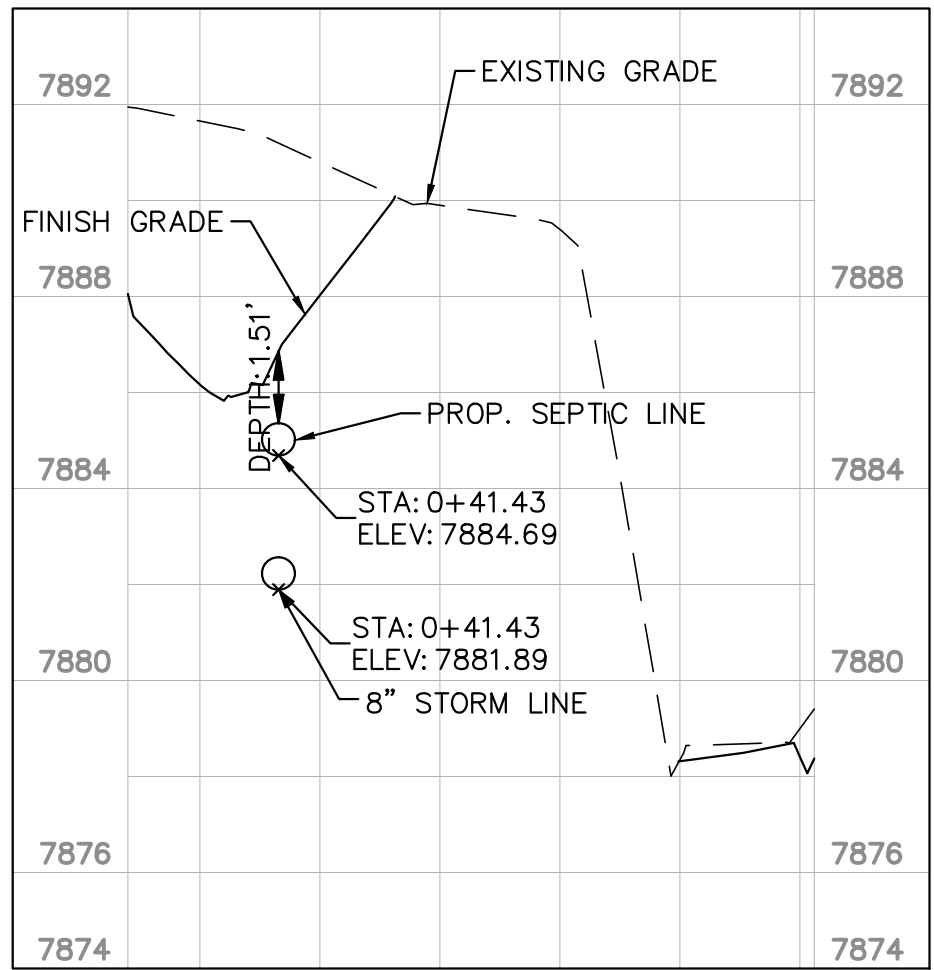 EXISTING GRADE
7892
7892
FINISH GRADE
7888
7888
DEPTH: 1.51'
PROP. SEPTIC LINE
7884
7884
STA: 0+41.43
ELEV: 7884.69
STA: 0+41.43
ELEV: 7881.89
7880
7880
8" STORM LINE
7876
7876
7874
7874